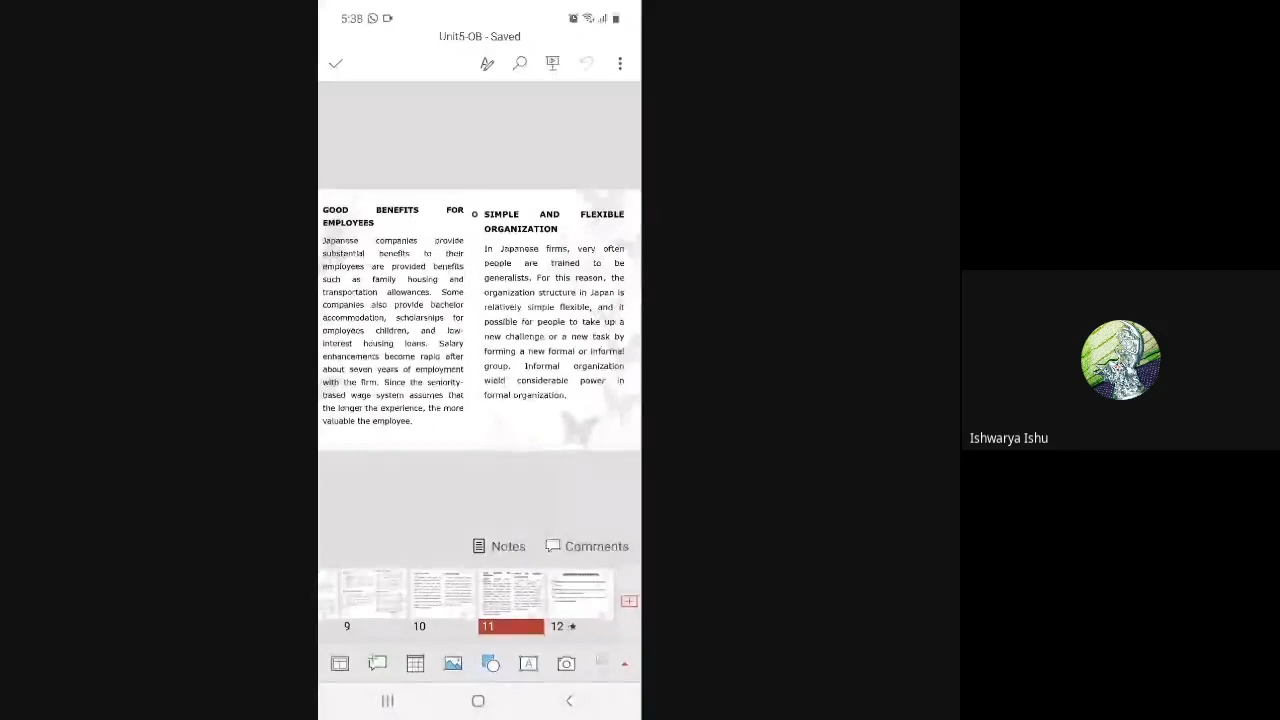 5:38
Unit5-OB - Saved
GOOD BENEFITS FOR
EMPLOYEES
Japanese companies provide
substantial benefits to their
employees are provided benefits
such as family housing and
transportation allowances. Some
companies also provide bachelor
accommodation, scholarships for
employees children, and low-
interest housing loans. Salary
enhancements become rapid after
about seven years of employment
with the firm. Since the seniority-
based wage system assumes that
the longer the experience, the more
valuable the employee.
SIMPLE AND FLEXIBLE
ORGANIZATION
In Japanese firms, very often
people are trained to be
generalists. For this reason, the
organization structure in Japan is
relatively simple flexible, and it
possible for people to take up a
new challenge or a new task by
forming a new formal or informal
group. Informal organization
wield considerable power in
formal organization.
Notes Comments
9 10 11 12
Ishwarya Ishu